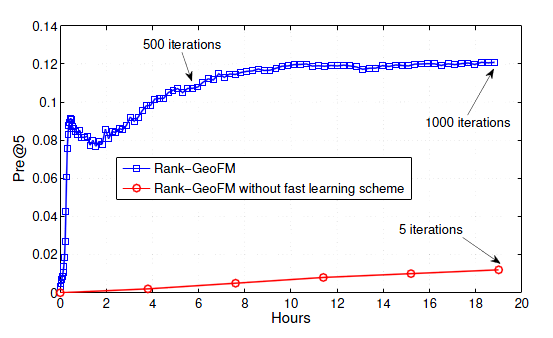 0.14
0.12
0.1
0.08
0.06
0.04
0.02
0
Pre@5
500 iterations
1000 iterations
Rank-GeoFM
Rank-GeoFM without fast learning scheme
5 iterations
0 2 4 6 8 10 12 14 16 18 20
Hours